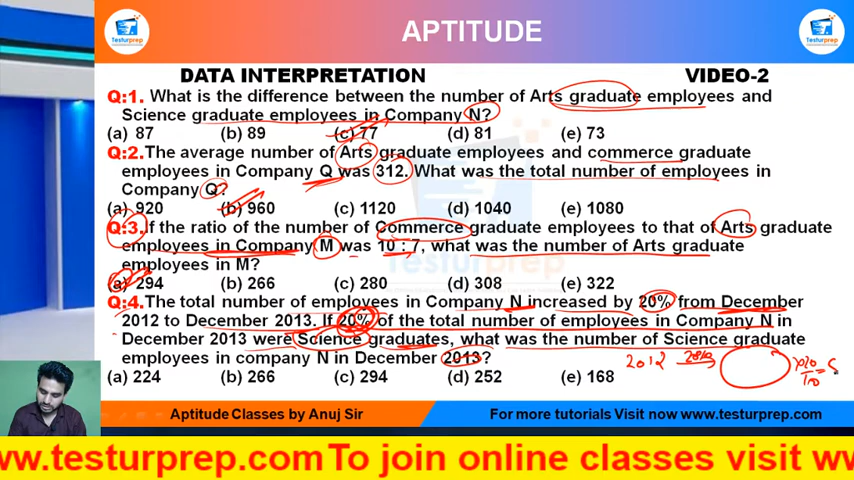 Testurprep
APTITUDE
Testurprep
DATA INTERPRETATION VIDEO-2
Q:1. What is the difference between the number of Arts graduate employees and
Science graduate employees in Company N?
(a) 87 (b) 89 (c) 77 (d) 81 (e) 73
Q:2. The average number of Arts graduate employees and commerce graduate
employees in Company Q was 312. What was the total number of employees in
Company Q?
(a) 920 (b) 960 (c) 1120 (d) 1040 (e) 1080
Q:3. If the ratio of the number of Commerce graduate employees to that of Arts graduate
employees in Company M was 10 : 7, what was the number of Arts graduate
employees in M?
(a) 294 (b) 266 (c) 280 (d) 308 (e) 322
Q:4. The total number of employees in Company N increased by 20% from December
2012 to December 2013. If 20% of the total number of employees in Company N in
December 2013 were Science graduates, what was the number of Science graduate
employees in company N in December 2013?
2012
(a) 224 (b) 266 (c) 294 (d) 252 (e) 168
Testurprep
Aptitude Classes by Anuj Sir For more tutorials Visit now www.testurprep.com
w.testurprep.com To join online classes visit ww